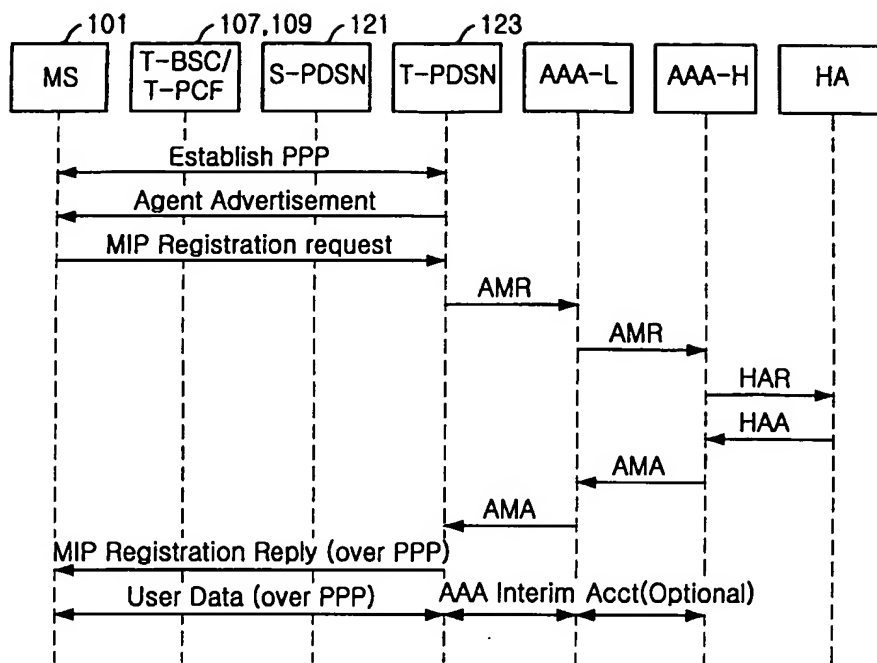 101
107,109
121
123
MS
T-BSC/
T-PCF
S-PDSN
T-PDSN
AAA-L
AAA-H
HA
Establish PPP
Agent Advertisement
MIP Registration request
AMR
AMR
HAR
HAA
AMA
AMA
MIP Registration Reply (over PPP)
User Data (over PPP)
AAA Interim Acct(Optional)